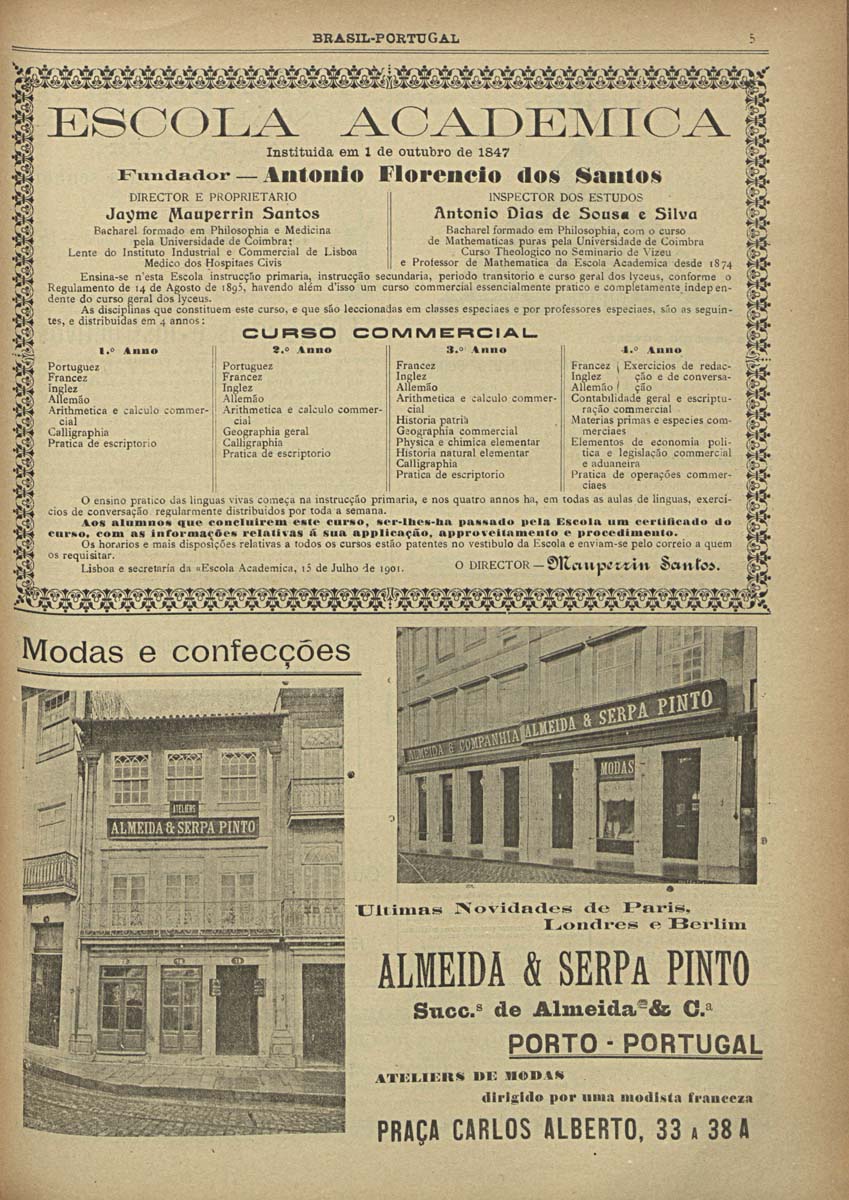 BRASIL-PORTUGAL 5
ESCOLA ACADEMICA
Instituida em 1 de outubro de 1847
Fundador — Antonio Florencio dos Santos
DIRECTOR E PROPRIETARIO
Jayme Mauperrin Santos
Bacharel formado em Philosophia e Medicina
pela Universidade de Coimbra;
Lente do Instituto Industrial e Commercial de Lisboa
Medico dos Hospitaes Civis
INSPECTOR DOS ESTUDOS
Antonio Dias de Sousa e Silva
Bacharel formado em Philosophia, com o curso
de Mathematicas puras pela Universidade de Coimbra
Curso Theologico no Seminario de Vizeu
e Professor de Mathematica da Escola Academica desde 1874
Ensina-se n'esta Escola instrucção primaria, instrucção secundaria, periodo transitorio e curso geral dos lyceus, conforme o
Regulamento de 14 de Agosto de 1895, havendo além d'isso um curso commercial essencialmente pratico e completamente indepen-
dente do curso geral dos lyceus.
As disciplinas que constituem este curso, e que são leccionadas em classes especiaes e por professores especiaes, são as seguin-
tes, e distribuidas em 4 annos:
CURSO COMMERCIAL
1.º Anno
Portuguez
Francez
Inglez
Allemão
Arithmetica e calculo commer-
cial
Calligraphia
Pratica de escriptorio
2.º Anno
Portuguez
Francez
Inglez
Allemão
Arithmetica e calculo commer-
cial
Geographia geral
Calligraphia
Pratica de escriptorio
3.º Anno
Francez
Inglez
Allemão
Arithmetica e calculo commer-
cial
Historia patria
Geographia commercial
Physica e chimica elementar
Historia natural elementar
Calligraphia
Pratica de escriptorio
4.º Anno
Francez Exercicios de redac-
Inglez ção e de conversa-
Allemão ção
Contabilidade geral e escriptu-
ração commercial
Materias primas e especies com-
merciaes
Elementos de economia poli-
tica e legislação commercial
e aduaneira
Pratica de operações commer-
ciaes
O ensino pratico das linguas vivas começa na instrucção primaria, e nos quatro annos ha, em todas as aulas de linguas, exerci-
cios de conversação regularmente distribuidos por toda a semana.
Aos alumnos que concluirem este curso, ser-lhes-ha passado pela Escola um certificado do
curso, com as informações relativas á sua applicação, approveitamento e procedimento.
Os horarios e mais disposições relativas a todos os cursos estão patentes no vestibulo da Escola e enviam-se pelo correio a quem
os requisitar.
Lisboa e secretaria da «Escola Academica, 15 de Julho de 1901.
O DIRECTOR — Mauperrin Santos.
Modas e confecções
ATELIERS
ALMEIDA & SERPA PINTO
ALMEIDA & COMPANHIA ALMEIDA & SERPA PINTO
MODAS
Ultimas Novidades de Paris,
Londres e Berlim
ALMEIDA & SERPA PINTO
Succ.s de Almeida & C.a
PORTO - PORTUGAL
ATELIERS DE MODAS
dirigido por uma modista franceza
PRAÇA CARLOS ALBERTO, 33 A 38 A